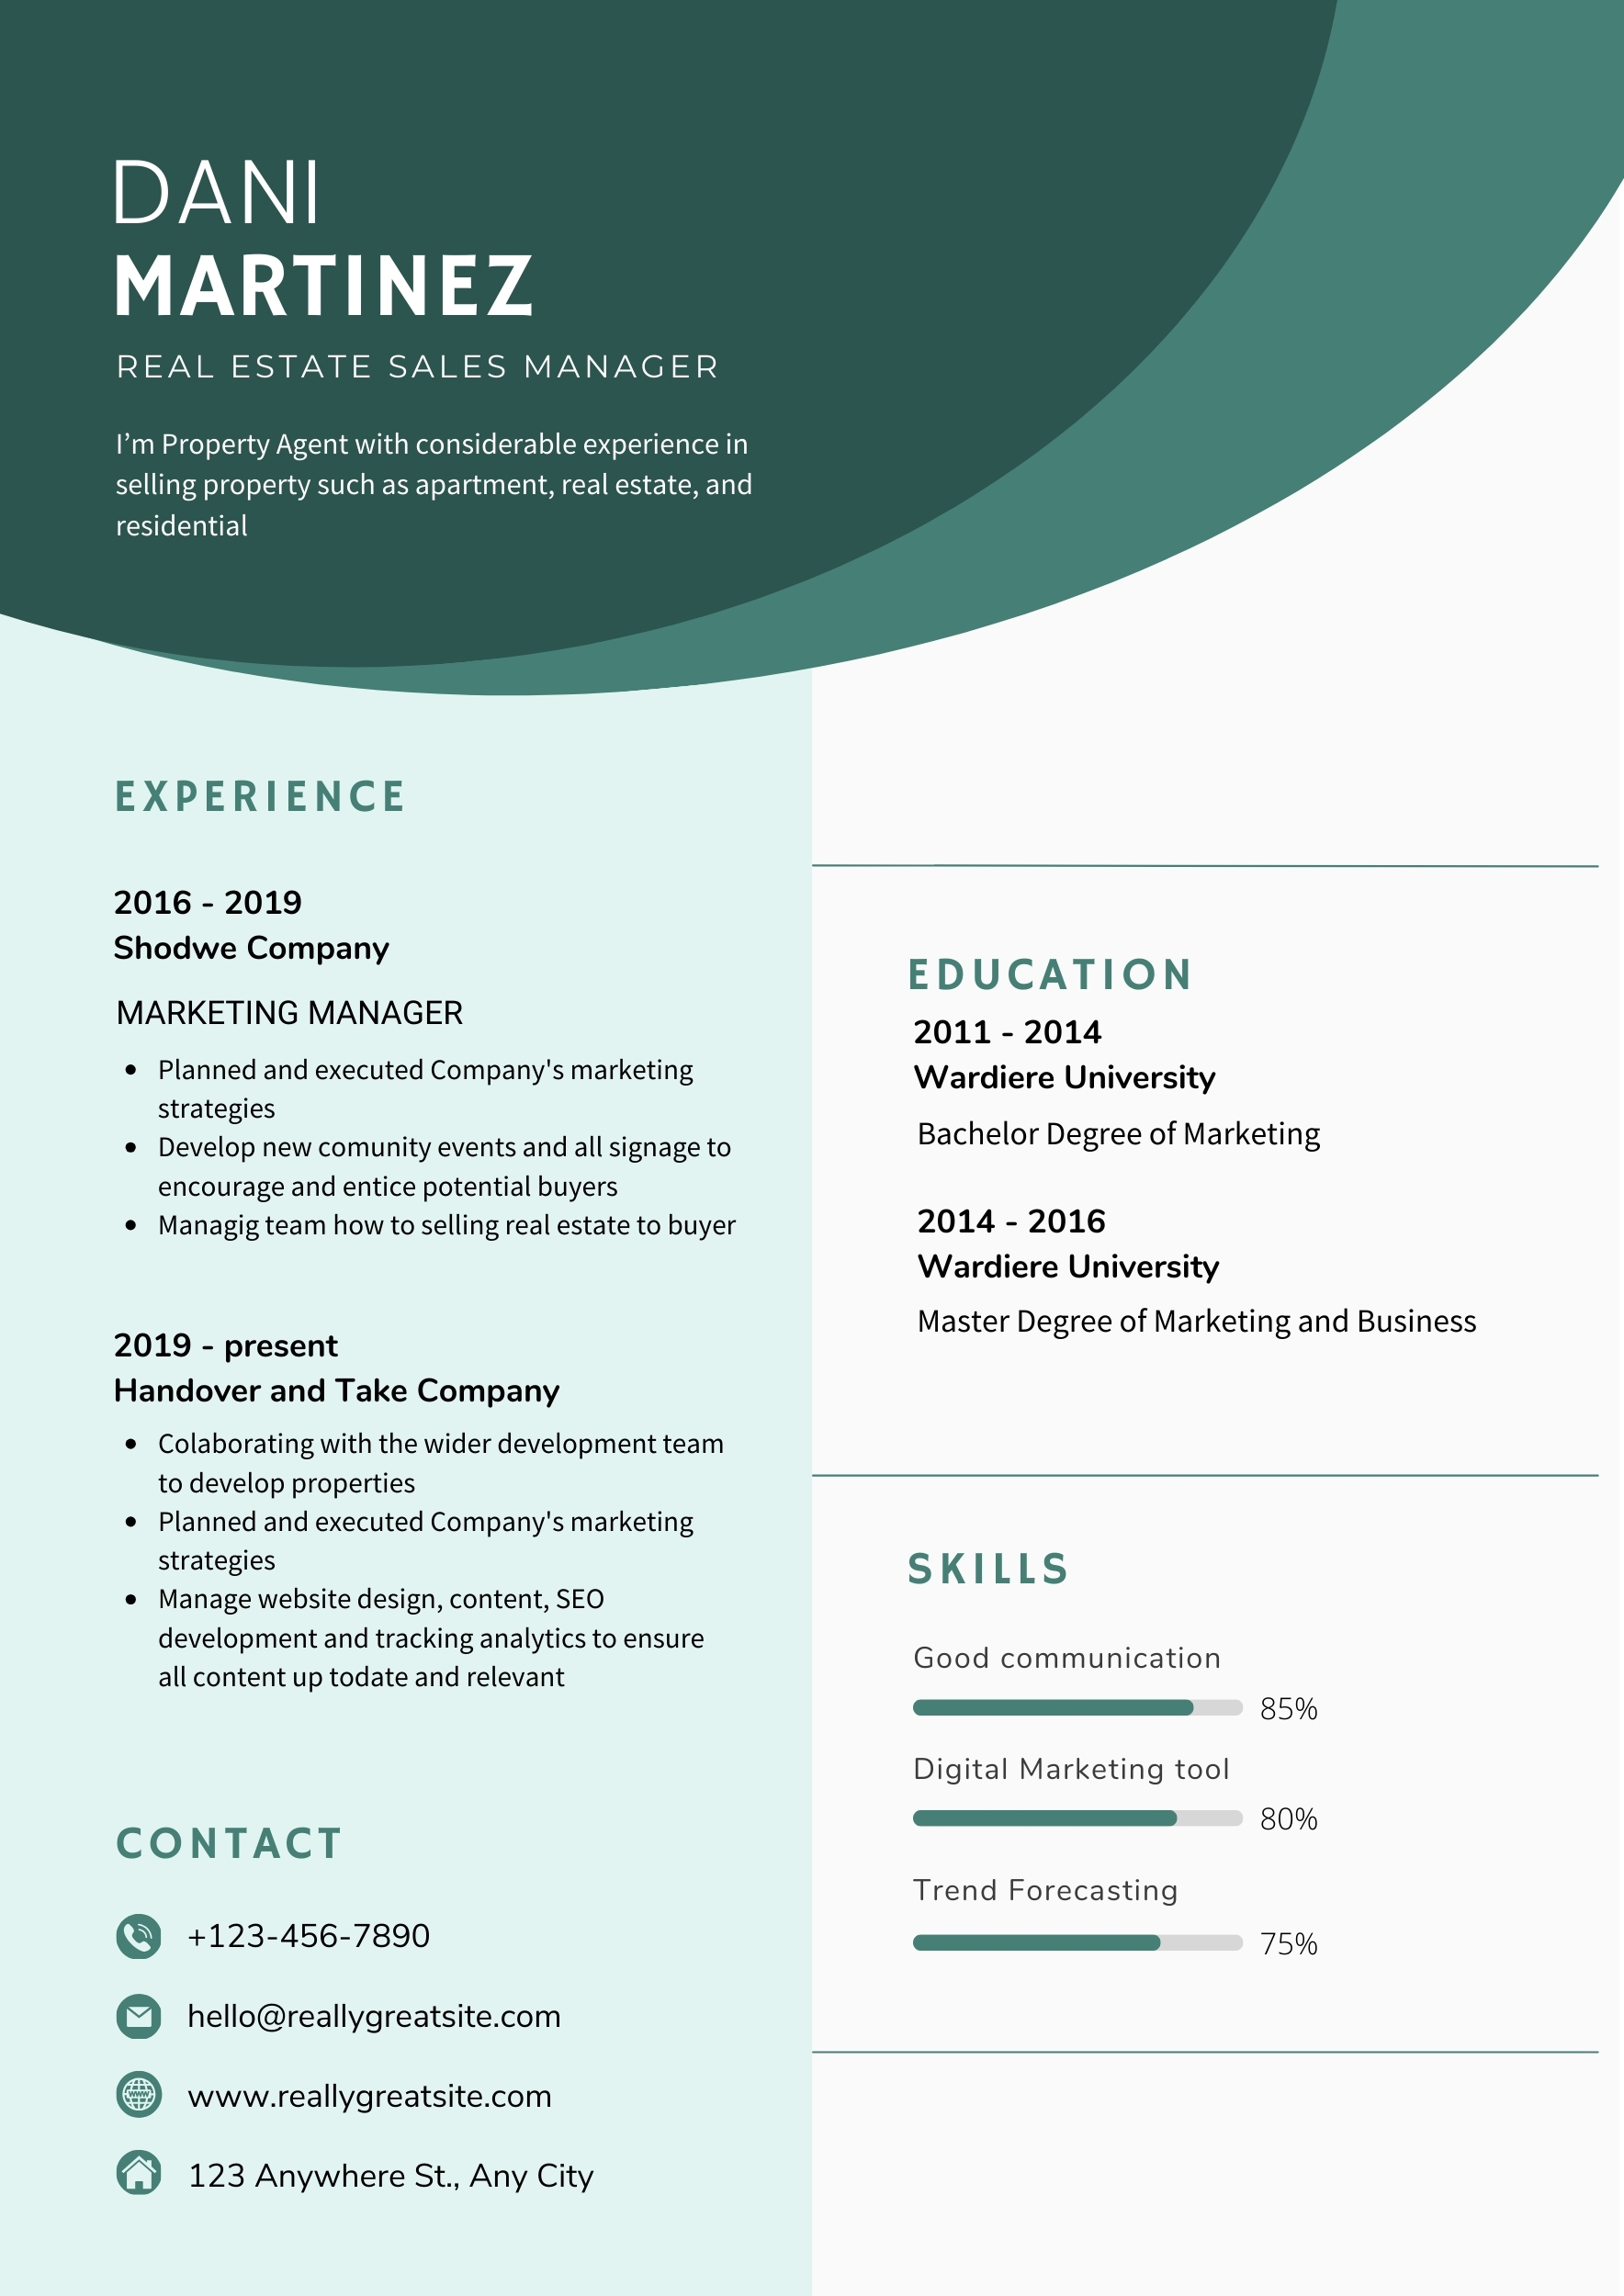 DANI
MARTINEZ
REAL ESTATE SALES MANAGER
I’m Property Agent with considerable experience in
selling property such as apartment, real estate, and
residential
EXPERIENCE
2016 - 2019
Shodwe Company
MARKETING MANAGER
• Planned and executed Company's marketing
strategies
• Develop new comunity events and all signage to
encourage and entice potential buyers
• Managig team how to selling real estate to buyer
2019 - present
Handover and Take Company
• Colaborating with the wider development team
to develop properties
• Planned and executed Company's marketing
strategies
• Manage website design, content, SEO
development and tracking analytics to ensure
all content up todate and relevant
CONTACT
+123-456-7890
hello@reallygreatsite.com
www.reallygreatsite.com
123 Anywhere St., Any City
EDUCATION
2011 - 2014
Wardiere University
Bachelor Degree of Marketing
2014 - 2016
Wardiere University
Master Degree of Marketing and Business
SKILLS
Good communication
85%
Digital Marketing tool
80%
Trend Forecasting
75%